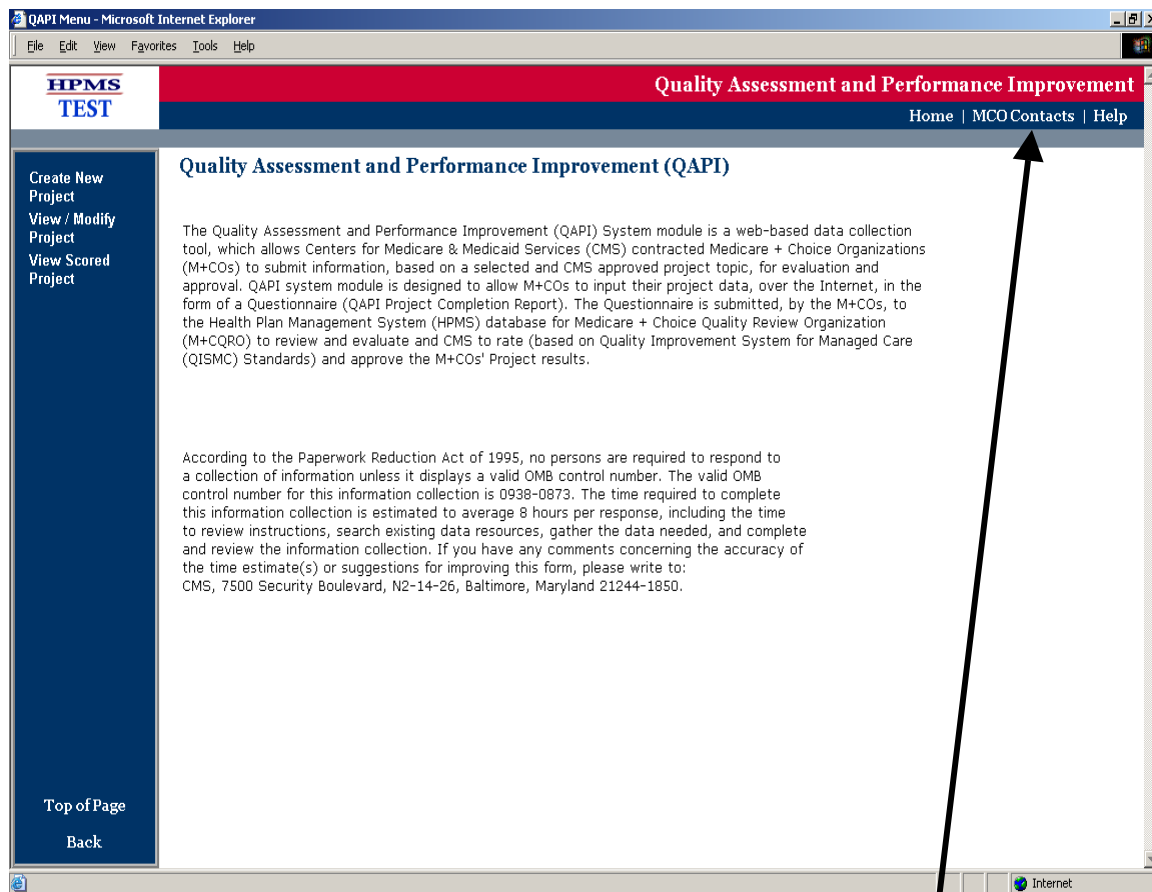 QAPI Menu - Microsoft Internet Explorer
File Edit View Favorites Tools Help
HPMS
TEST
Quality Assessment and Performance Improvement
Home | MCO Contacts | Help
Create New
Project
View / Modify
Project
View Scored
Project
Quality Assessment and Performance Improvement (QAPI)
The Quality Assessment and Performance Improvement (QAPI) System module is a web-based data collection
tool, which allows Centers for Medicare & Medicaid Services (CMS) contracted Medicare + Choice Organizations
(M+COs) to submit information, based on a selected and CMS approved project topic, for evaluation and
approval. QAPI system module is designed to allow M+COs to input their project data, over the Internet, in the
form of a Questionnaire (QAPI Project Completion Report). The Questionnaire is submitted, by the M+COs, to
the Health Plan Management System (HPMS) database for Medicare + Choice Quality Review Organization
(M+CQRO) to review and evaluate and CMS to rate (based on Quality Improvement System for Managed Care
(QISMC) Standards) and approve the M+COs' Project results.
According to the Paperwork Reduction Act of 1995, no persons are required to respond to
a collection of information unless it displays a valid OMB control number. The valid OMB
control number for this information collection is 0938-0873. The time required to complete
this information collection is estimated to average 8 hours per response, including the time
to review instructions, search existing data resources, gather the data needed, and complete
and review the information collection. If you have any comments concerning the accuracy of
the time estimate(s) or suggestions for improving this form, please write to:
CMS, 7500 Security Boulevard, N2-14-26, Baltimore, Maryland 21244-1850.
Top of Page
Back
Internet